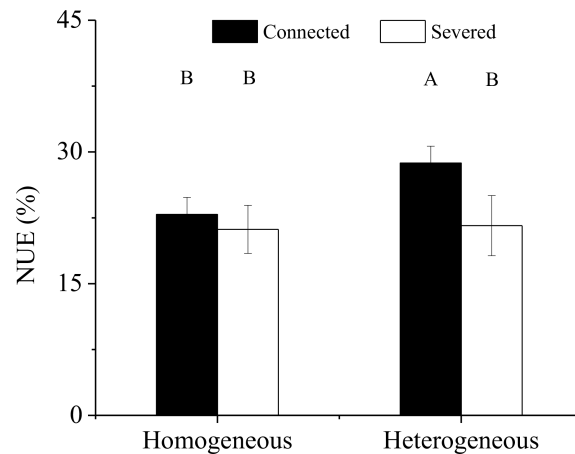 45
Connected Severed
B B A B
30
NUE (%)
15
0
Homogeneous Heterogeneous